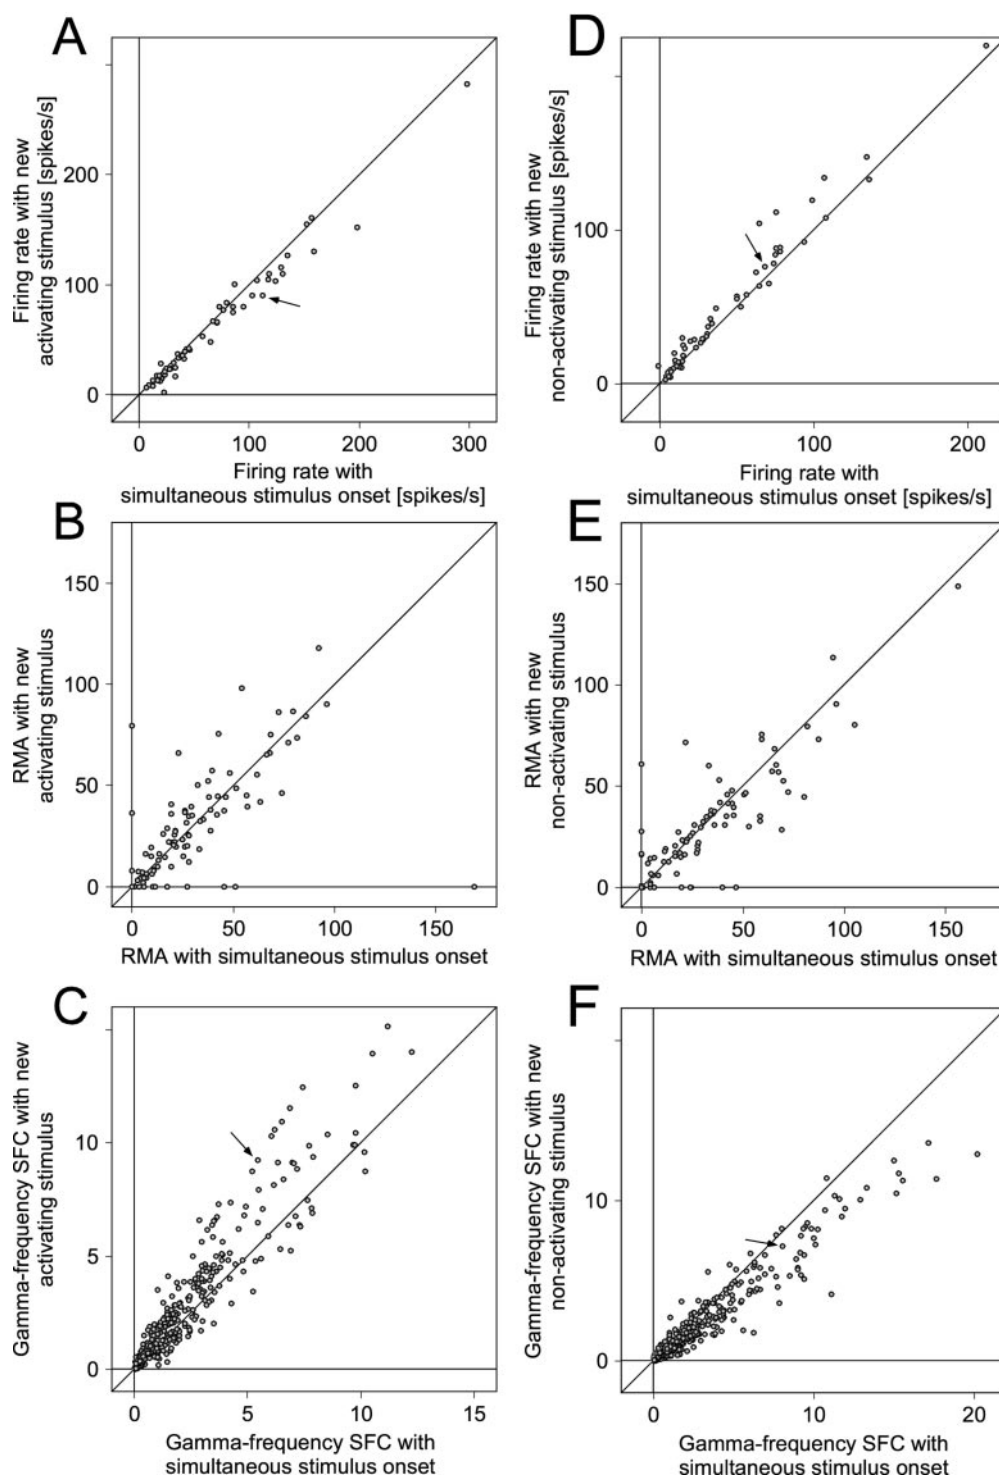 A
Firing rate with new
activating stimulus [spikes/s]
200
100
0
0 100 200 300
Firing rate with
simultaneous stimulus onset [spikes/s]
D
Firing rate with new
non-activating stimulus [spikes/s]
100
0
0 100 200
Firing rate with
simultaneous stimulus onset [spikes/s]
B
RMA with new
activating stimulus
150
100
50
0
0 50 100 150
RMA with simultaneous stimulus onset
E
RMA with new
non-activating stimulus
150
100
50
0
0 50 100 150
RMA with simultaneous stimulus onset
C
Gamma-frequency SFC with new
activating stimulus
10
5
0
0 5 10 15
Gamma-frequency SFC with
simultaneous stimulus onset
F
Gamma-frequency SFC with new
non-activating stimulus
10
0
0 10 20
Gamma-frequency SFC with
simultaneous stimulus onset